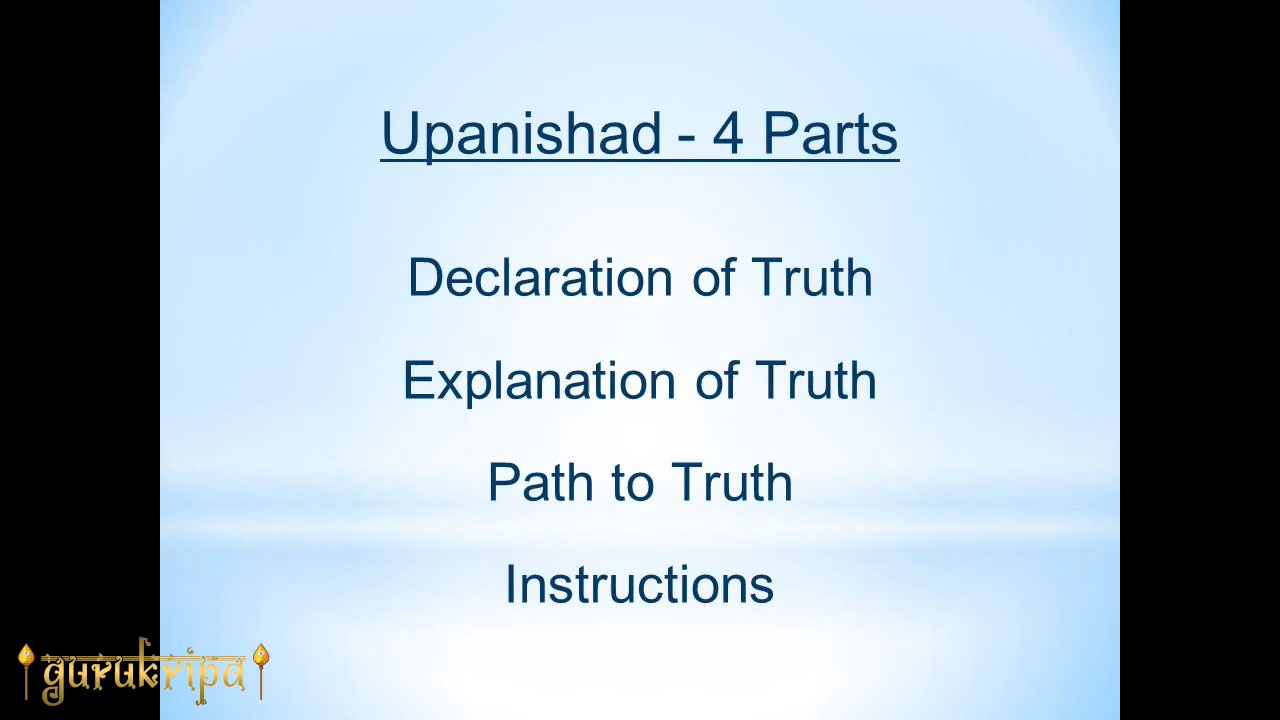 Upanishad - 4 Parts
Declaration of Truth
Explanation of Truth
Path to Truth
Instructions
gurukripa